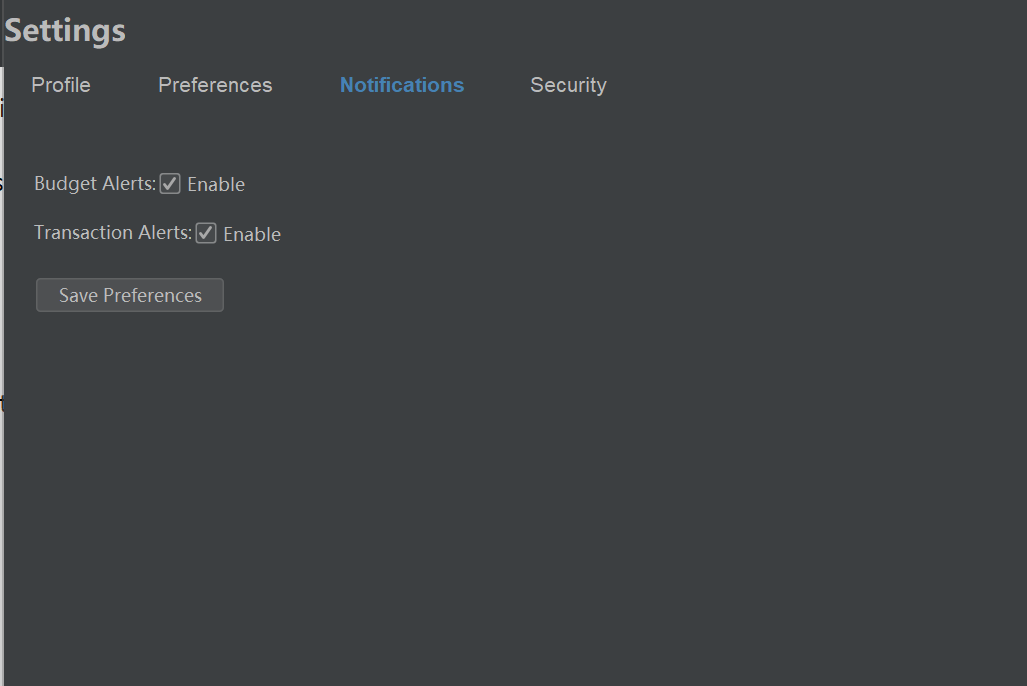 Settings
Profile Preferences Notifications Security
Budget Alerts: Enable
Transaction Alerts: Enable
Save Preferences